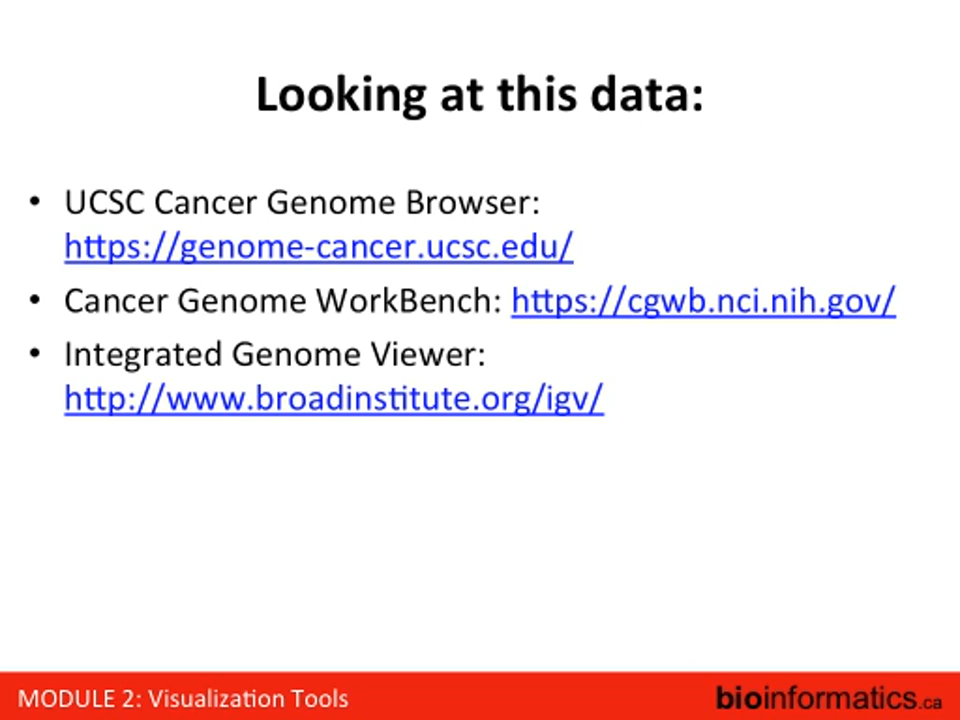 Looking at this data:
• UCSC Cancer Genome Browser:
https://genome-cancer.ucsc.edu/
• Cancer Genome WorkBench: https://cgwb.nci.nih.gov/
• Integrated Genome Viewer:
http://www.broadinstitute.org/igv/
MODULE 2: Visualization Tools
bioinformatics.ca